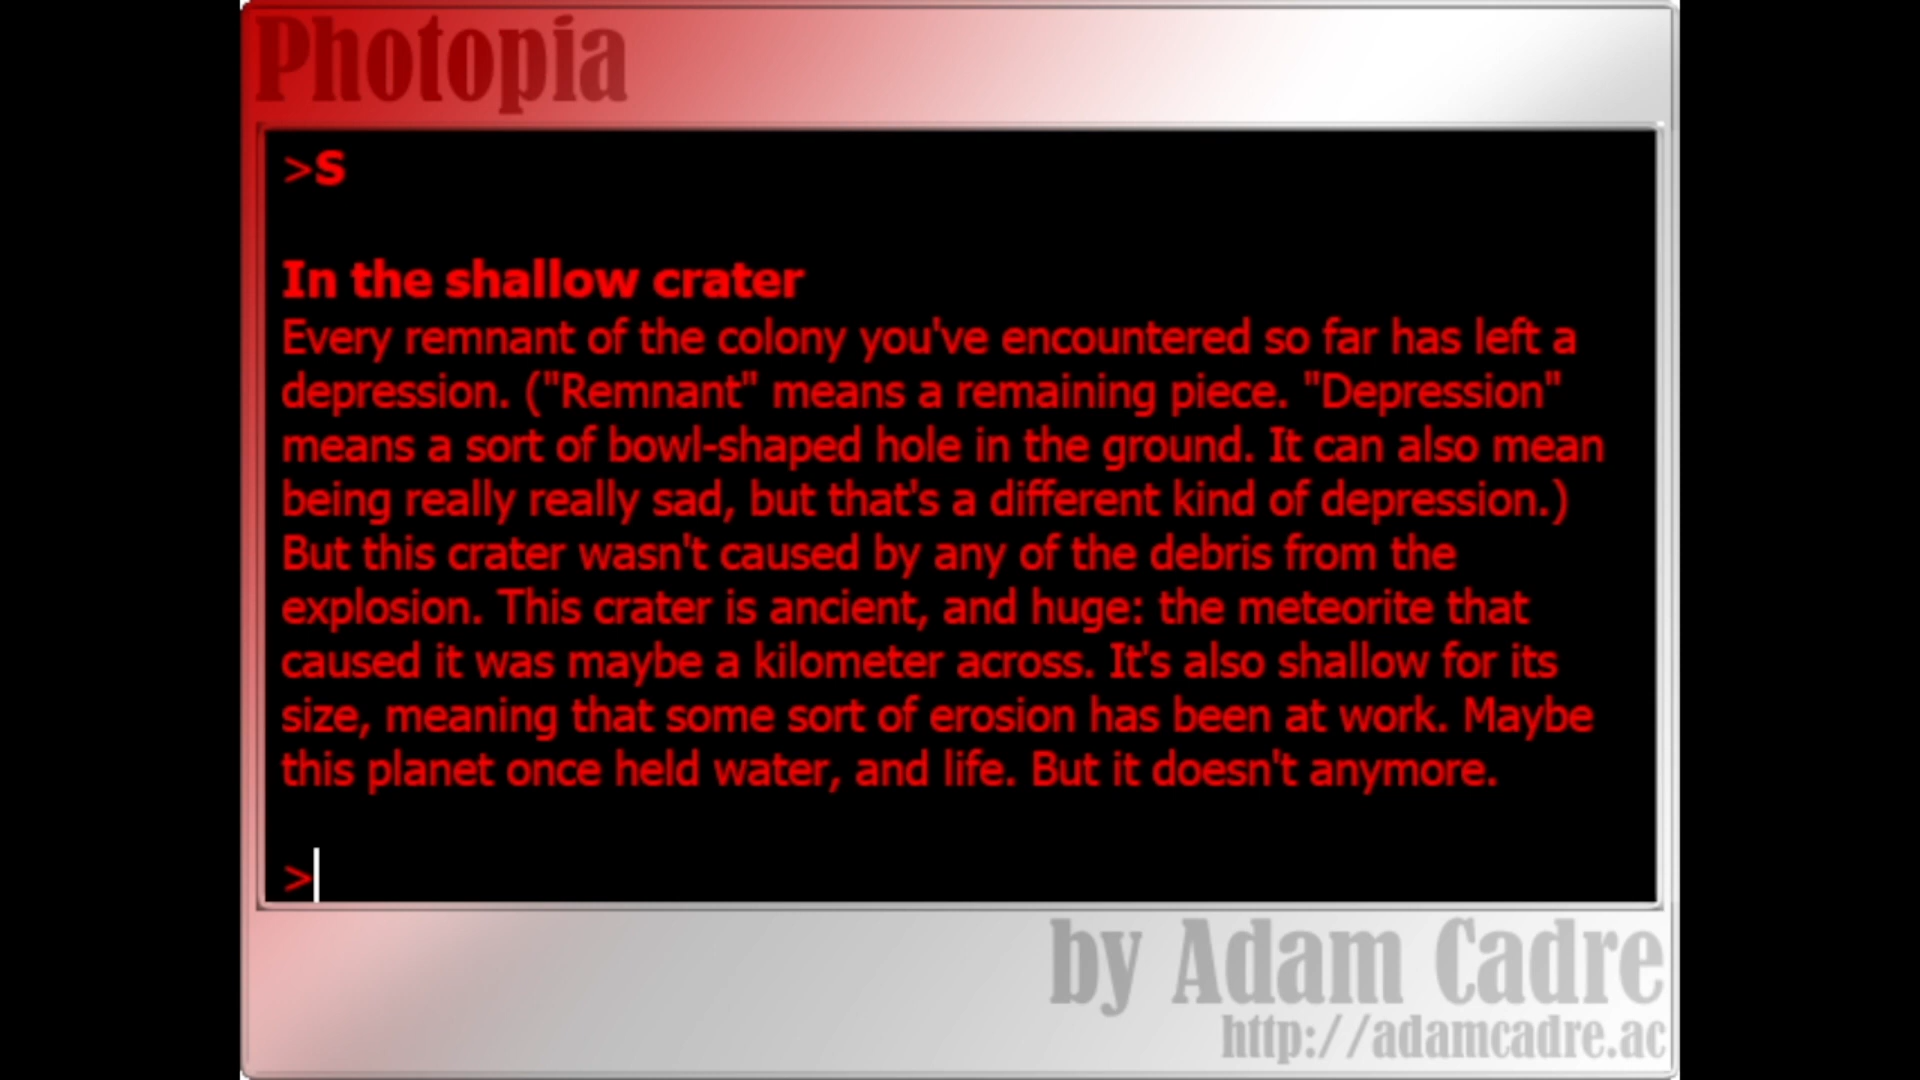 Photopia
>S
In the shallow crater
Every remnant of the colony you've encountered so far has left a
depression. ("Remnant" means a remaining piece. "Depression"
means a sort of bowl-shaped hole in the ground. It can also mean
being really really sad, but that's a different kind of depression.)
But this crater wasn't caused by any of the debris from the
explosion. This crater is ancient, and huge: the meteorite that
caused it was maybe a kilometer across. It's also shallow for its
size, meaning that some sort of erosion has been at work. Maybe
this planet once held water, and life. But it doesn't anymore.
>
by Adam Cadre
http://adamcadre.ac